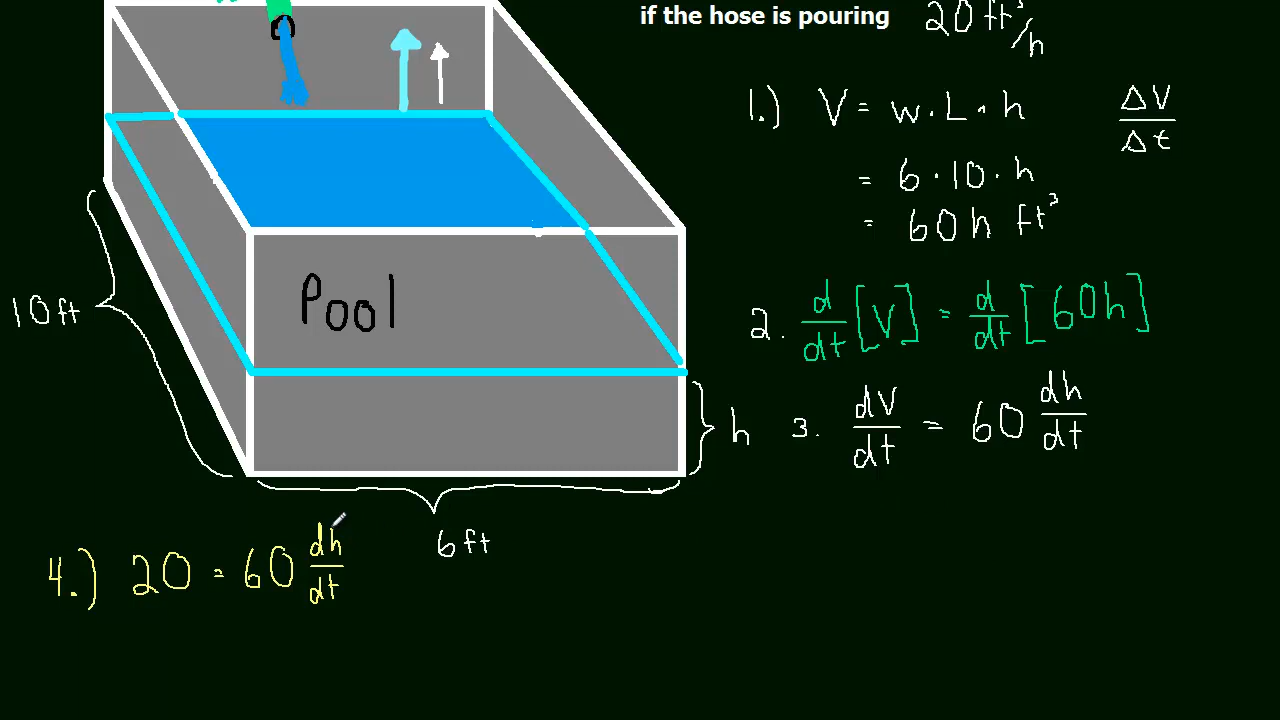 if the hose is pouring 20 ft³/h
1.) V = w · L · h
ΔV/Δt
= 6 · 10 · h
= 60h ft³
Pool
10 ft
2. d/dt [V] = d/dt [60h]
h
3. dV/dt = 60 dh/dt
6 ft
4.) 20 = 60 dh/dt